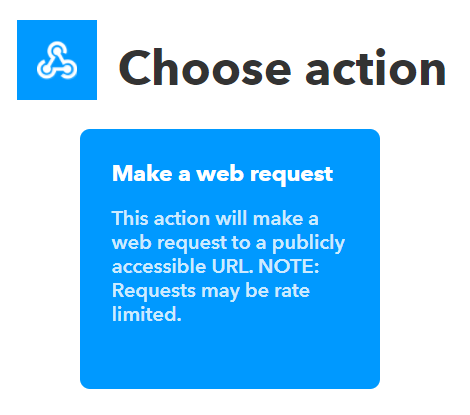 Choose action
Make a web request
This action will make a
web request to a publicly
accessible URL. NOTE:
Requests may be rate
limited.